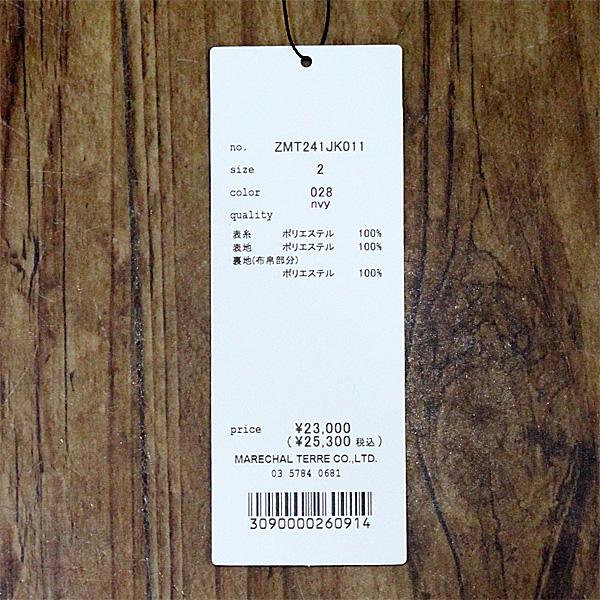 no. ZMT241JK011
size 2
color 028
nvy
quality
表糸 ポリエステル 100%
表地 ポリエステル 100%
裏地(布帛部分)
ポリエステル 100%
price ¥23,000
(¥25,300 税込)
MARECHAL TERRE CO.,LTD.
03 5784 0681
3090000260914